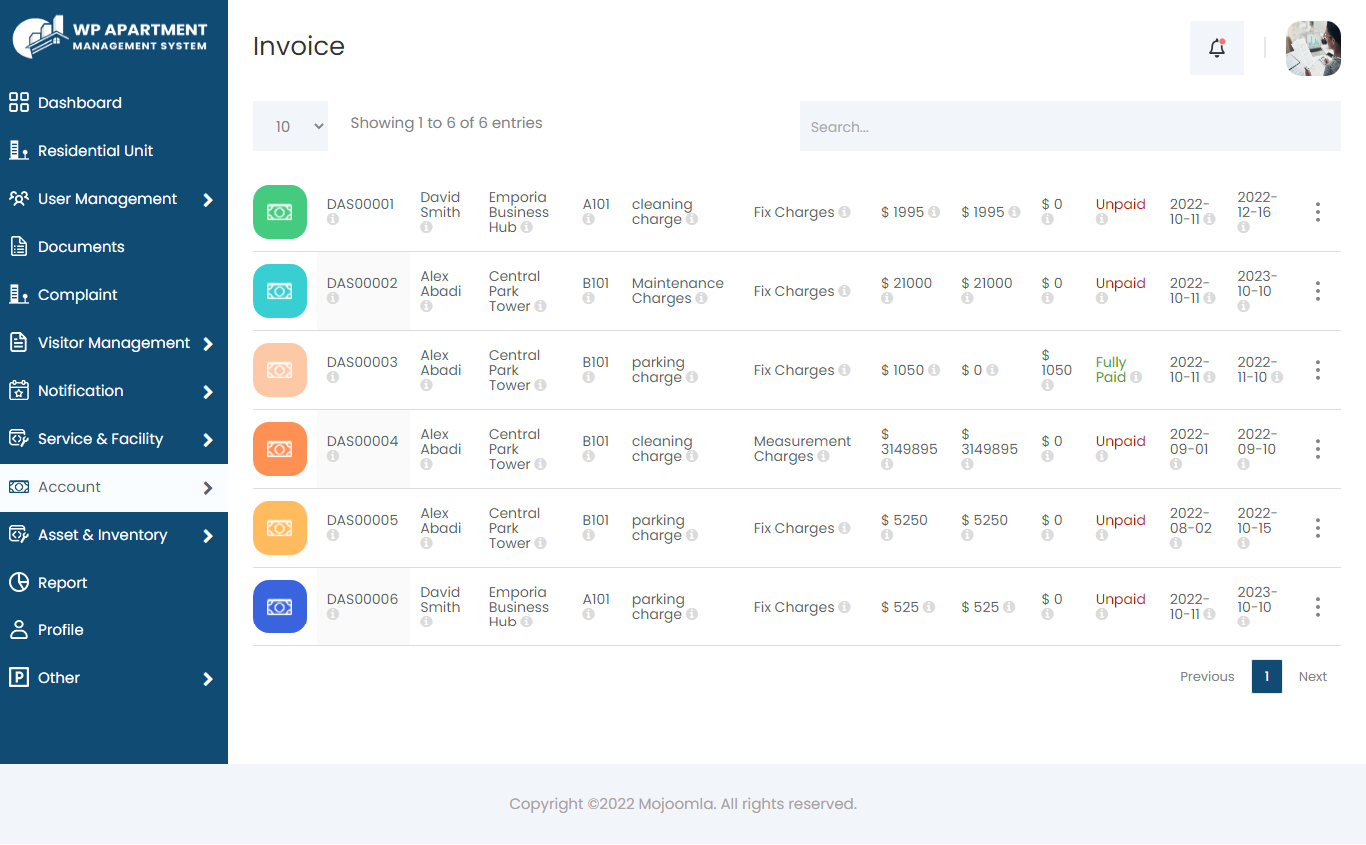 WP APARTMENT
MANAGEMENT SYSTEM
Dashboard
Residential Unit
User Management
Documents
Complaint
Visitor Management
Notification
Service & Facility
Account
Asset & Inventory
Report
Profile
Other
Invoice
10
Showing 1 to 6 of 6 entries
Search...
DAS00001
David
Smith
Emporia
Business
Hub
A101
cleaning
charge
Fix Charges
$ 1995
$ 1995
$ 0
Unpaid
2022-
10-11
2022-
12-16
DAS00002
Alex
Abadi
Central
Park
Tower
B101
Maintenance
Charges
Fix Charges
$ 21000
$ 21000
$ 0
Unpaid
2022-
10-11
2023-
10-10
DAS00003
Alex
Abadi
Central
Park
Tower
B101
parking
charge
Fix Charges
$ 1050
$ 0
$
1050
Fully
Paid
2022-
10-11
2022-
11-10
DAS00004
Alex
Abadi
Central
Park
Tower
B101
cleaning
charge
Measurement
Charges
$
3149895
$
3149895
$ 0
Unpaid
2022-
09-01
2022-
09-10
DAS00005
Alex
Abadi
Central
Park
Tower
B101
parking
charge
Fix Charges
$ 5250
$ 5250
$ 0
Unpaid
2022-
08-02
2022-
10-15
DAS00006
David
Smith
Emporia
Business
Hub
A101
parking
charge
Fix Charges
$ 525
$ 525
$ 0
Unpaid
2022-
10-11
2023-
10-10
Previous
1
Next
Copyright ©2022 Mojoomla. All rights reserved.